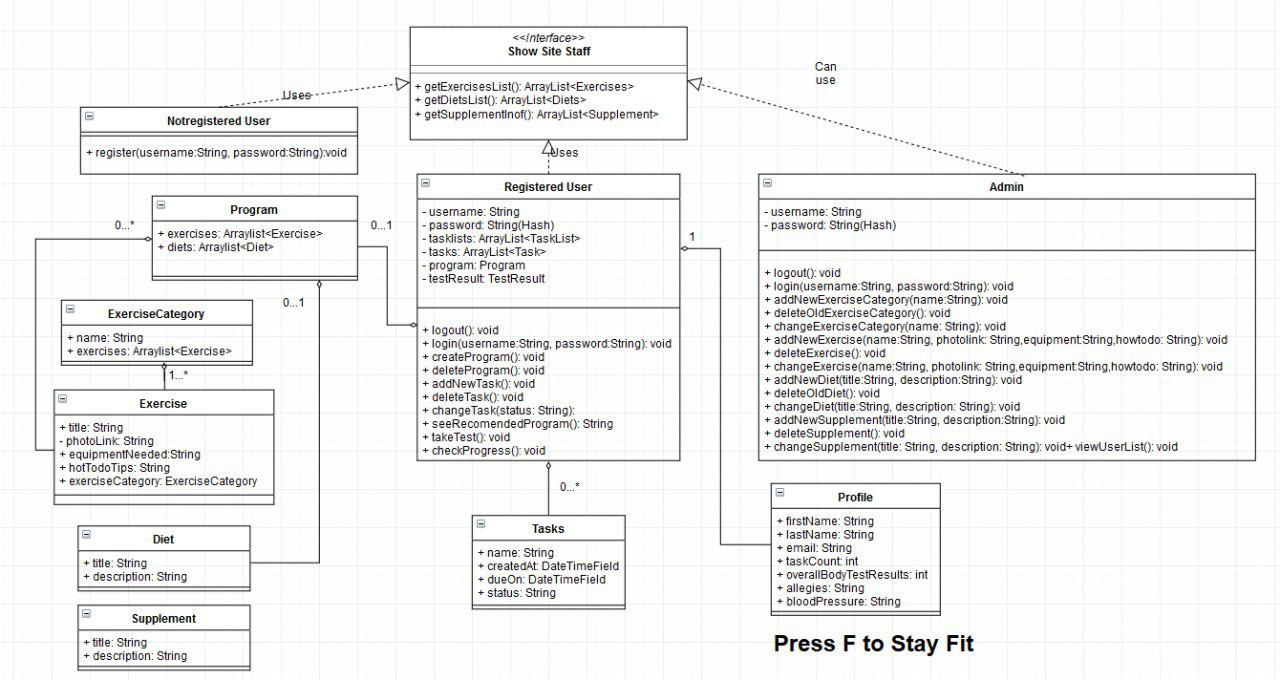 <<Interface>>
Show Site Staff
+ getExercisesList(): ArrayList<Exercises>
+ getDietsList(): ArrayList<Diets>
+ getSupplementInof(): ArrayList<Supplement>
Can
use
Uses
Notregistered User
+ register(username:String, password:String):void
Uses
Program
+ exercises: Arraylist<Exercise>
+ diets: Arraylist<Diet>
0...*
0...1
0...1
Registered User
- username: String
- password: String(Hash)
- tasklists: ArrayList<TaskList>
- tasks: ArrayList<Task>
- program: Program
- testResult: TestResult
+ logout(): void
+ login(username:String, password:String): void
+ createProgram(): void
+ deleteProgram(): void
+ addNewTask(): void
+ deleteTask(): void
+ changeTask(status: String):
+ seeRecomendedProgram(): String
+ takeTest(): void
+ checkProgress(): void
1
Admin
- username: String
- password: String(Hash)
+ logout(): void
+ login(username:String, password:String): void
+ addNewExerciseCategory(name:String): void
+ deleteOldExerciseCategory(): void
+ changeExerciseCategory(name: String): void
+ addNewExercise(name:String, photolink: String,equipment:String,howtodo: String): void
+ deleteExercise(): void
+ changeExercise(name:String, photolink: String,equipment:String,howtodo: String): void
+ addNewDiet(title:String, description:String): void
+ deleteOldDiet(): void
+ changeDiet(title:String, description: String): void
+ addNewSupplement(title:String, description:String): void
+ deleteSupplement(): void
+ changeSupplement(title: String, description: String): void+ viewUserList(): void
ExerciseCategory
+ name: String
+ exercises: Arraylist<Exercise>
1...*
Exercise
+ title: String
- photoLink: String
+ equipmentNeeded:String
+ hotTodoTips: String
+ exerciseCategory: ExerciseCategory
0...*
Diet
+ title: String
+ description: String
Tasks
+ name: String
+ createdAt: DateTimeField
+ dueOn: DateTimeField
+ status: String
Profile
+ firstName: String
+ lastName: String
+ email: String
+ taskCount: int
+ overallBodyTestResults: int
+ allegies: String
+ bloodPressure: String
Supplement
+ title: String
+ description: String
Press F to Stay Fit